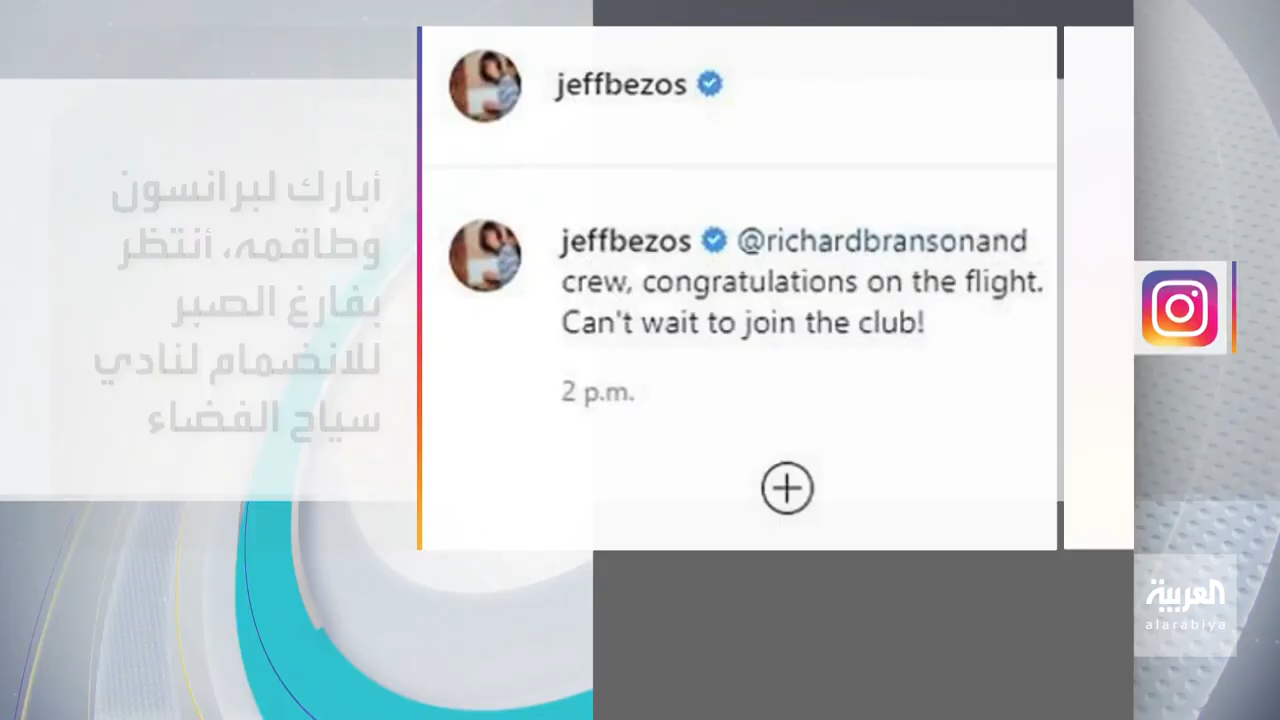 jeffbezos
jeffbezos @richardbransonand
crew, congratulations on the flight.
Can't wait to join the club!
2 p.m.
أبارك لبرانسون
وطاقمه، أنتظر
بفارغ الصبر
للانضمام لنادي
سياح الفضاء
العربية
alarabiya